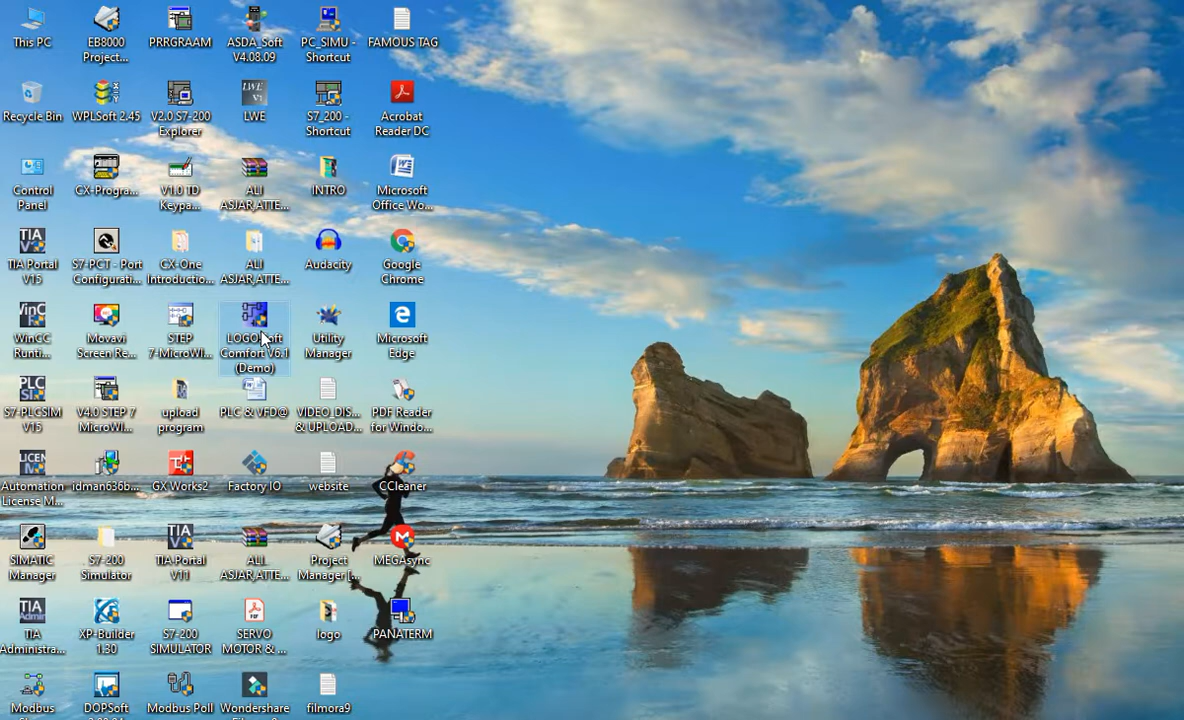 This PC
EB8000
Project...
PRRGRAAM
ASDA_Soft
V4.08.09
PC_SIMU -
Shortcut
FAMOUS TAG
Recycle Bin
WPLSoft 2.45
V2.0 S7-200
Explorer
LWE
S7_200 -
Shortcut
Acrobat
Reader DC
Control
Panel
CX-Progra...
V1.0 TD
Keypa...
ALI
ASJAR,ATTE...
INTRO
Microsoft
Office Wo...
TIA Portal
V15
S7-PCT - Port
Configurati...
CX-One
Introductio...
ALI
ASJAR,ATTE...
Audacity
Google
Chrome
WinCC
Runti...
Movavi
Screen Re...
STEP
7-MicroWI...
LOGO!Soft
Comfort V6.1
(Demo)
Utility
Manager
Microsoft
Edge
S7-PLCSIM
V15
V4.0 STEP 7
MicroWI...
upload
program
PLC & VFD@
VIDEO_DIS...
& UPLOAD...
PDF Reader
for Windo...
Automation
License M...
idman636b...
GX Works2
Factory IO
website
CCleaner
SIMATIC
Manager
S7-200
Simulator
TIA Portal
V11
ALI
ASJAR,ATTE...
Project
Manager [...
MEGAsync
TIA
Administra...
XP-Builder
1.30
S7-200
SIMULATOR
SERVO
MOTOR & ...
logo
PANATERM
Modbus
DOPSoft
Modbus Poll
Wondershare
filmora9